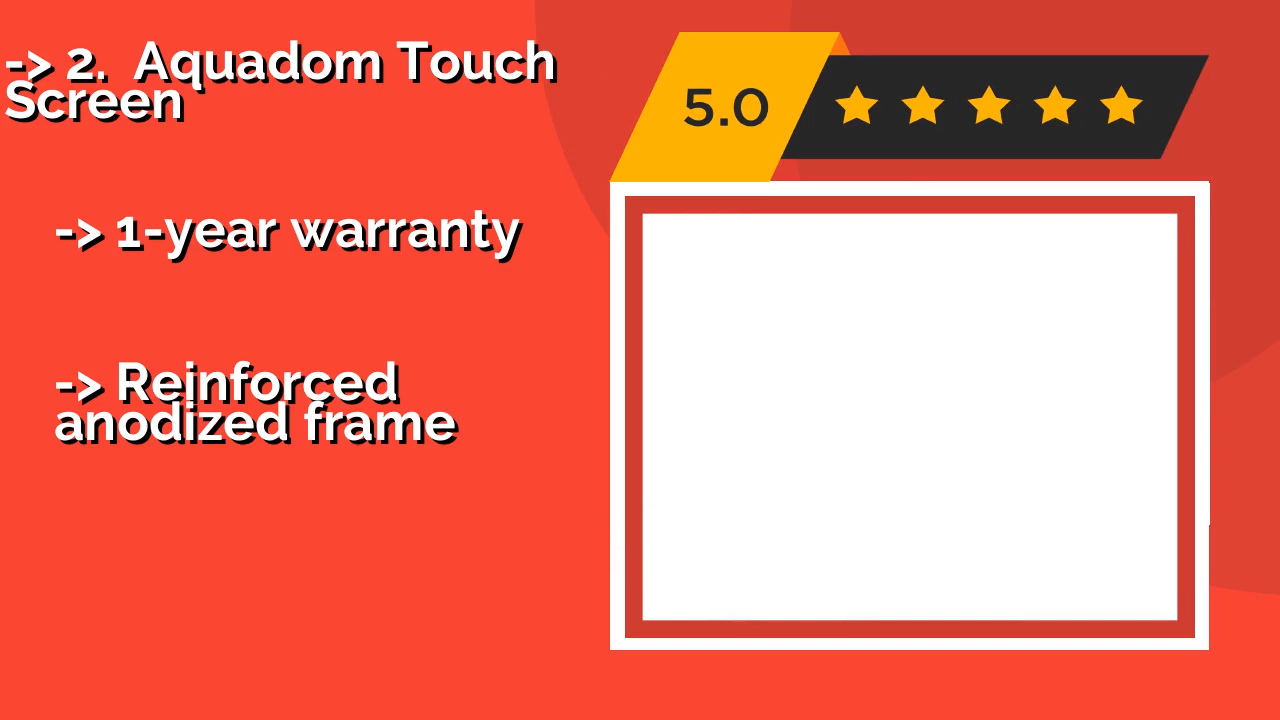 -> 2.  Aquadom Touch
Screen
5.0
-> 1-year warranty
-> Reinforced
anodized frame